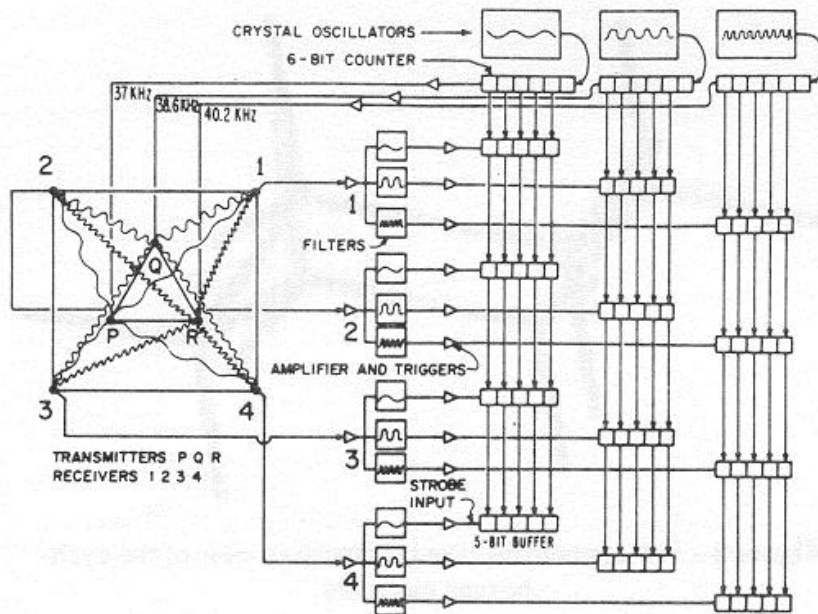 CRYSTAL OSCILLATORS
6-BIT COUNTER
37 KHz
38.6 KHz
40.2 KHz
2
1
1
FILTERS
Q
P
R
2
AMPLIFIER AND TRIGGERS
3
4
TRANSMITTERS P Q R
RECEIVERS 1 2 3 4
3
STROBE
INPUT
5-BIT BUFFER
4